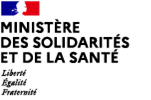 MINISTÈRE
DES SOLIDARITÉS
ET DE LA SANTÉ
Liberté
Égalité
Fraternité